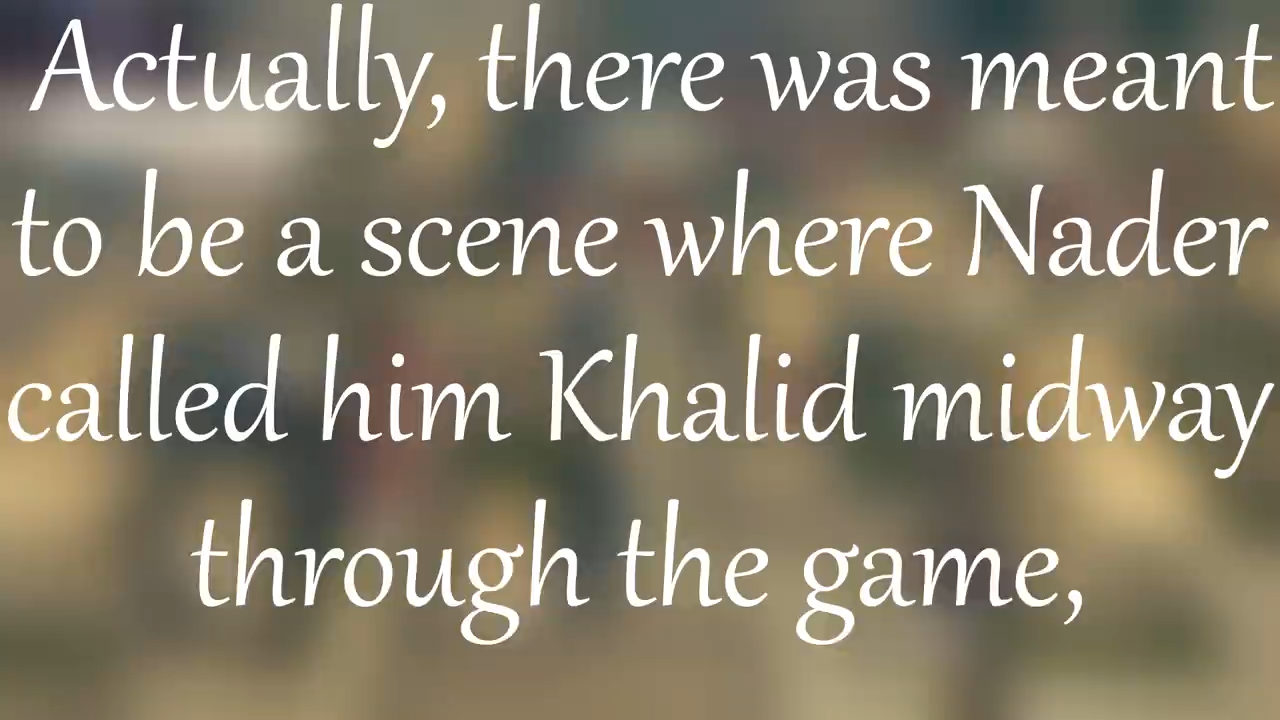 Actually, there was meant
to be a scene where Nader
called him Khalid midway
through the game,